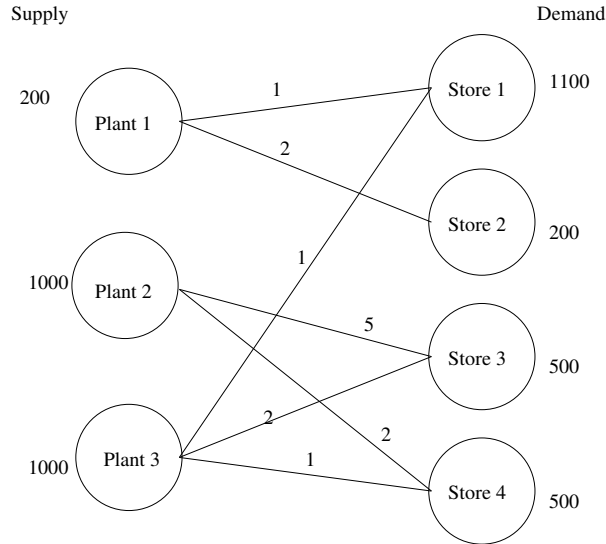 Supply
Demand
200
Plant 1
1
Store 1
1100
2
Store 2
200
1000
Plant 2
1
5
Store 3
500
2
2
1000
Plant 3
1
Store 4
500